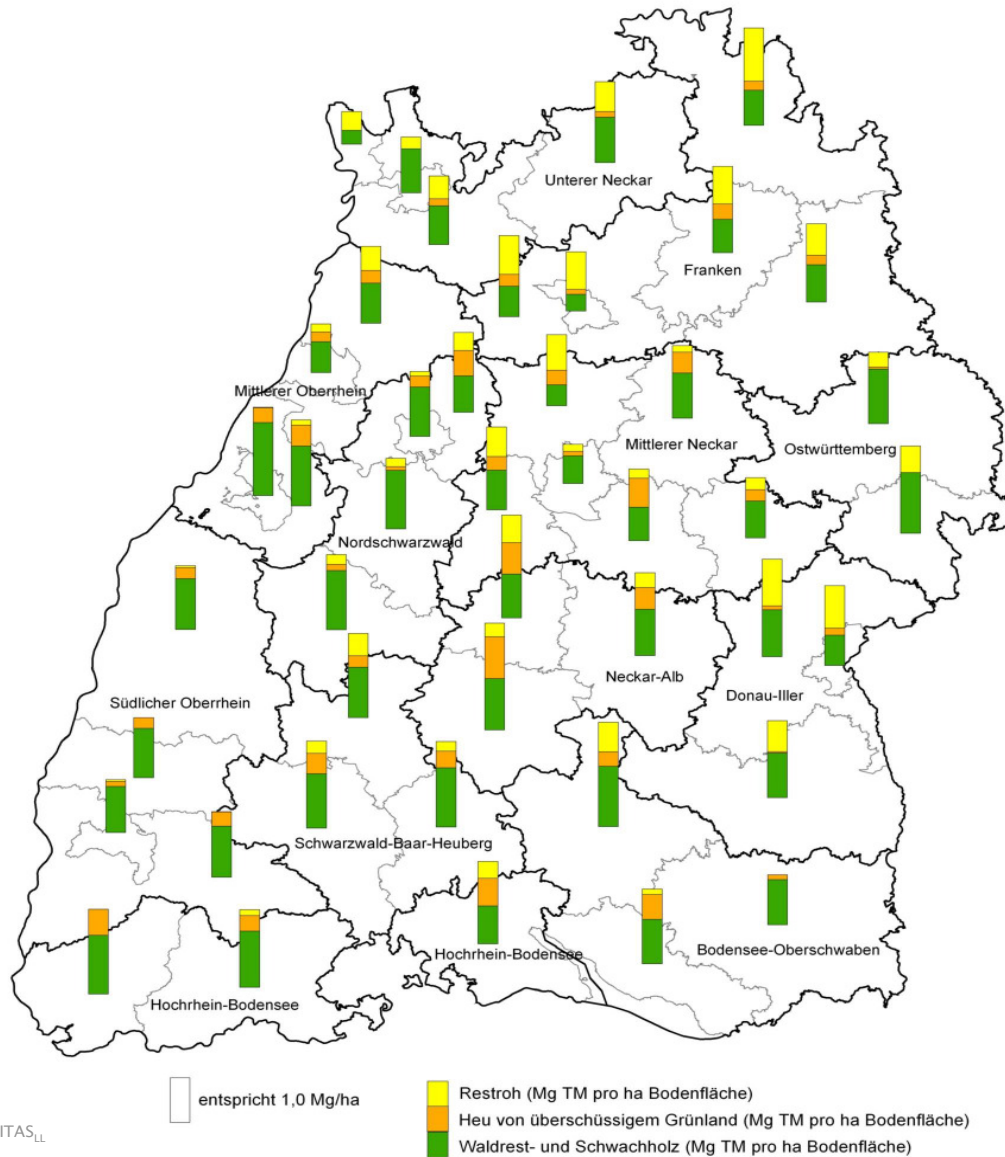 Unterer Neckar
Franken
Mittlerer Oberrhein
Mittlerer Neckar
Ostwürttemberg
Nordschwarzwald
Neckar-Alb
Donau-Iller
Südlicher Oberrhein
Schwarzwald-Baar-Heuberg
Hochrhein-Bodensee
Bodensee-Oberschwaben
Hochrhein-Bodensee
entspricht 1,0 Mg/ha
Restroh (Mg TM pro ha Bodenfläche)
Heu von überschüssigem Grünland (Mg TM pro ha Bodenfläche)
Waldrest- und Schwachholz (Mg TM pro ha Bodenfläche)
ITAS_LL